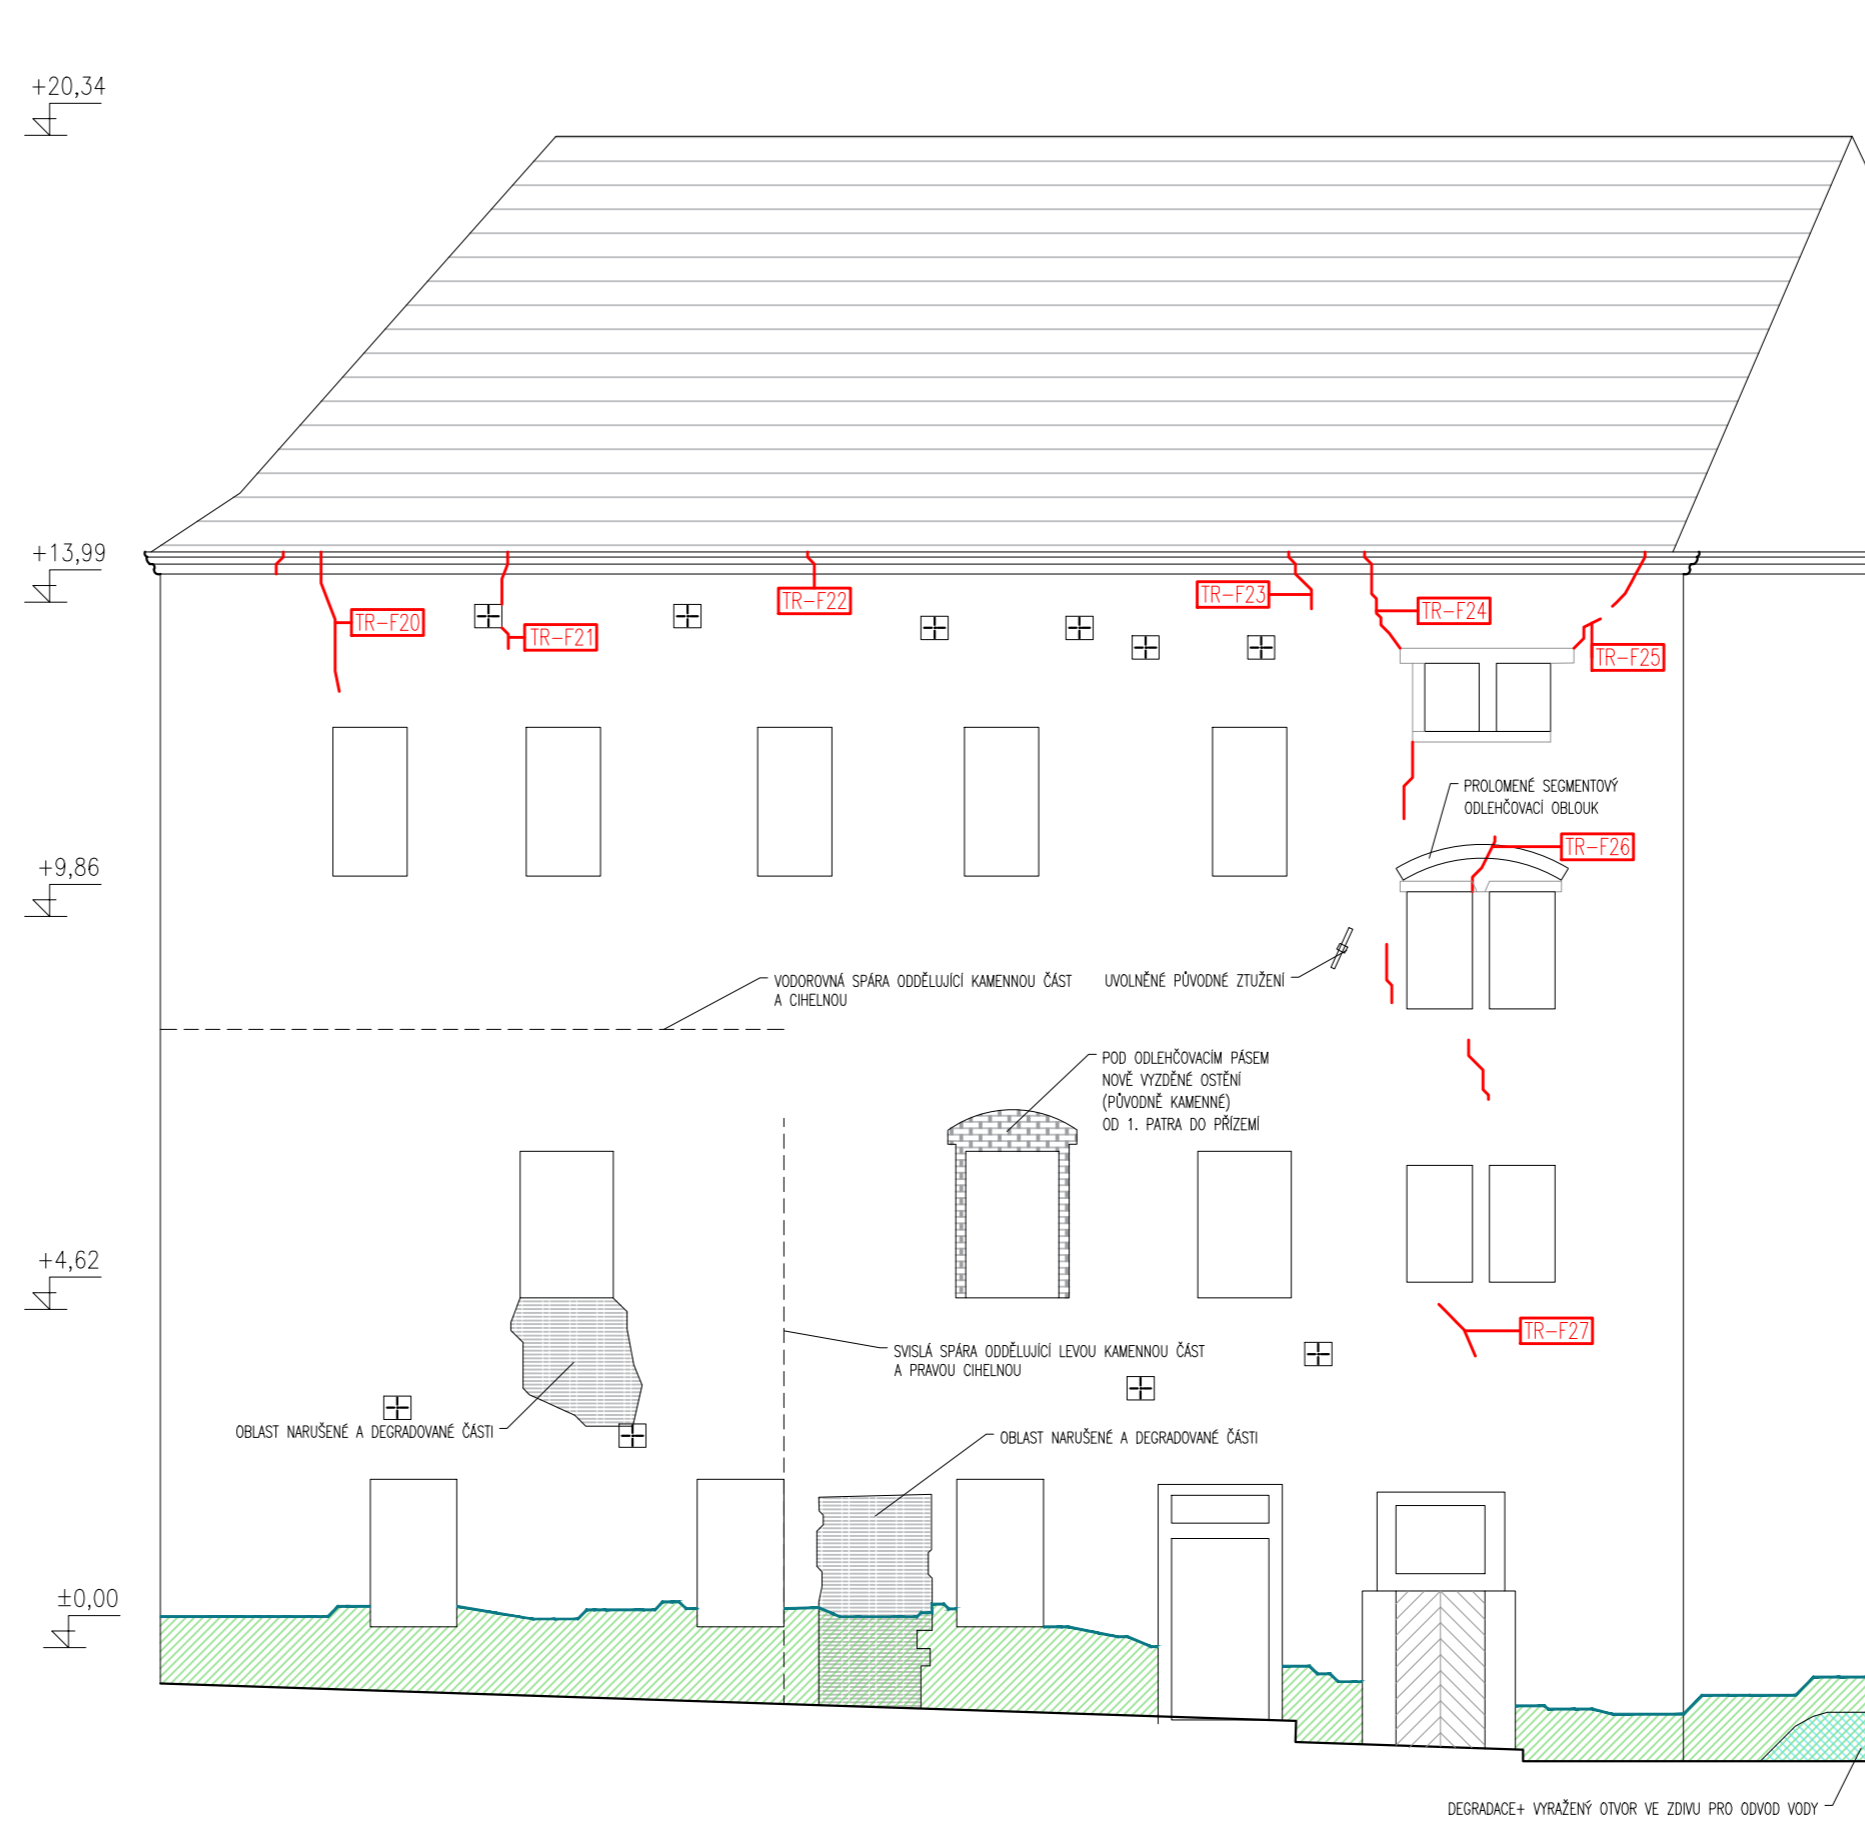 +20,34
+13,99
TR-F20
TR-F21
TR-F22
TR-F23
TR-F24
TR-F25
PROLOMENÉ SEGMENTOVÝ
ODLEHČOVACÍ OBLOUK
TR-F26
+9,86
VODOROVNÁ SPÁRA ODDĚLUJÍCÍ KAMENNOU ČÁST
A CIHELNOU
UVOLNĚNÉ PŮVODNÉ ZTUŽENÍ
POD ODLEHČOVACÍM PÁSEM
NOVĚ VYZDĚNÉ OSTĚNÍ
(PŮVODNĚ KAMENNÉ)
OD 1. PATRA DO PŘÍZEMÍ
+4,62
TR-F27
SVISLÁ SPÁRA ODDĚLUJÍCÍ LEVOU KAMENNOU ČÁST
A PRAVOU CIHELNOU
OBLAST NARUŠENÉ A DEGRADOVANÉ ČÁSTI
OBLAST NARUŠENÉ A DEGRADOVANÉ ČÁSTI
±0,00
DEGRADACE+ VYRAŽENÝ OTVOR VE ZDIVU PRO ODVOD VODY